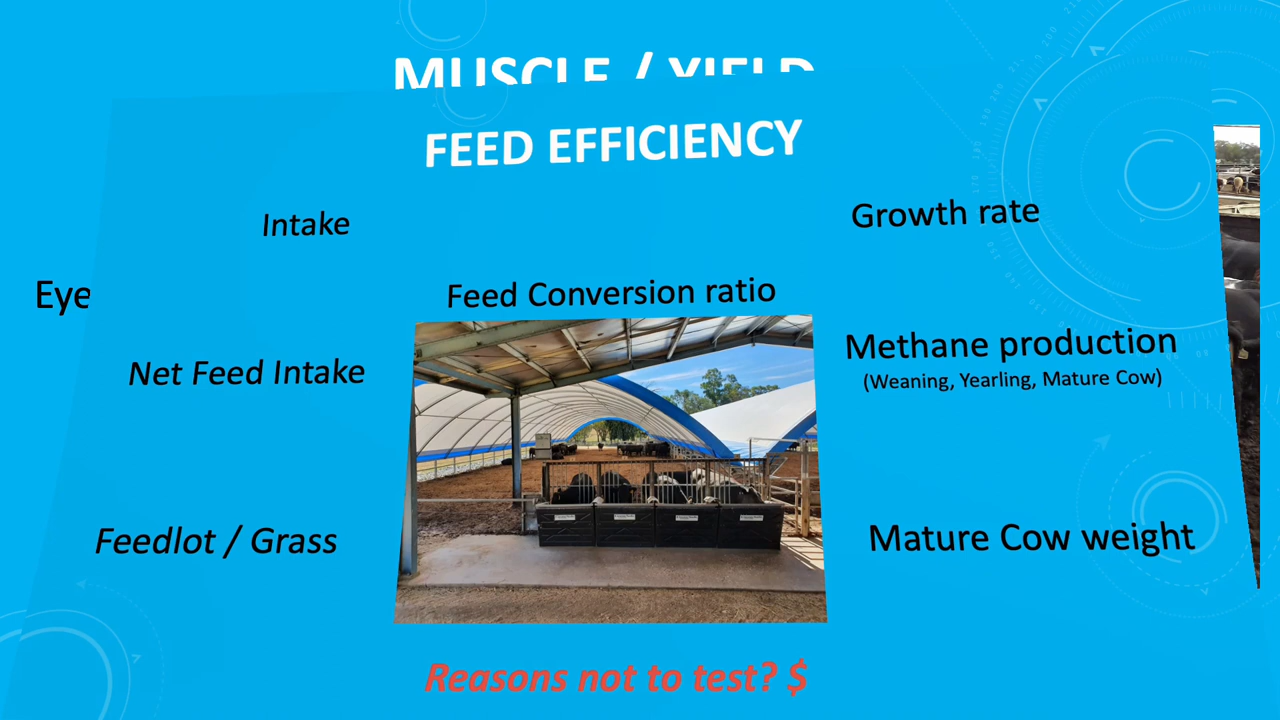 MUSCLE / YIELD
FEED EFFICIENCY
Intake
Growth rate
Eye
Feed Conversion ratio
Net Feed Intake
Methane production
(Weaning, Yearling, Mature Cow)
Feedlot / Grass
Mature Cow weight
Reasons not to test? $